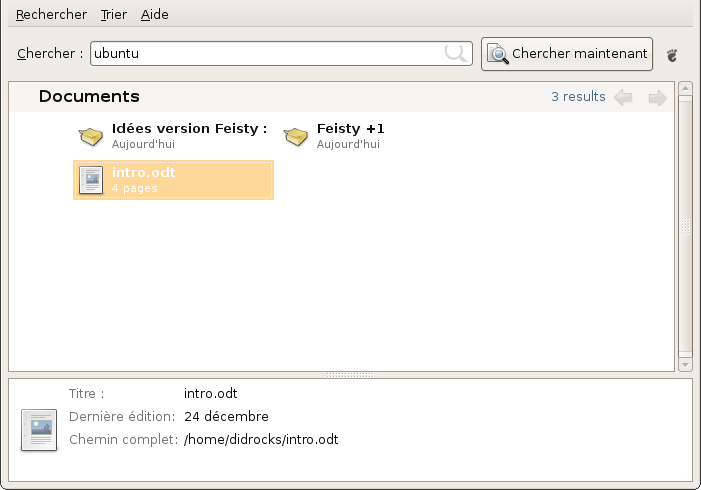 Rechercher Trier Aide
Chercher : ubuntu Chercher maintenant
Documents 3 results
Idées version Feisty : Feisty +1
Aujourd'hui Aujourd'hui
intro.odt
4 pages
Titre : intro.odt
Dernière édition: 24 décembre
Chemin complet: /home/didrocks/intro.odt